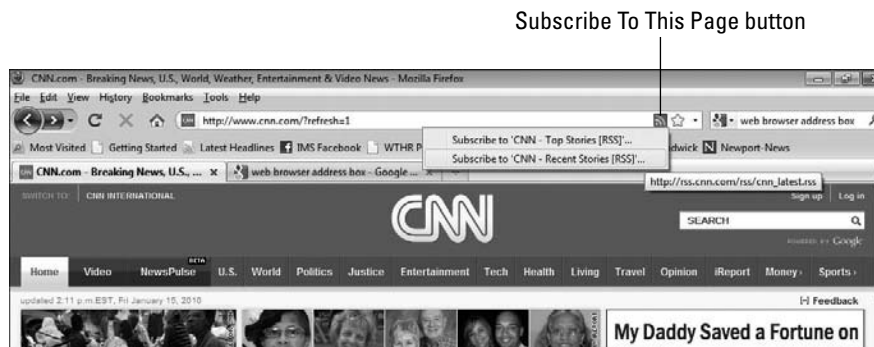 Subscribe To This Page button
CNN.com - Breaking News, U.S., World, Weather, Entertainment & Video News - Mozilla Firefox
File Edit View History Bookmarks Tools Help
http://www.cnn.com/?refresh=1
web browser address box
Most Visited Getting Started Latest Headlines IMS Facebook WTHR P
dwick Newport-News
Subscribe to 'CNN - Top Stories [RSS]'...
Subscribe to 'CNN - Recent Stories [RSS]'...
CNN.com - Breaking News, U.S., ... web browser address box - Google ...
http://rss.cnn.com/rss/cnn_latest.rss
SWITCH TO: CNN INTERNATIONAL
Sign up Log in
CNN
SEARCH
POWERED BY Google
BETA
Home Video NewsPulse U.S. World Politics Justice Entertainment Tech Health Living Travel Opinion iReport Money Sports
updated 2:11 p.m. EST, Fri January 15, 2010
Feedback
My Daddy Saved a Fortune on